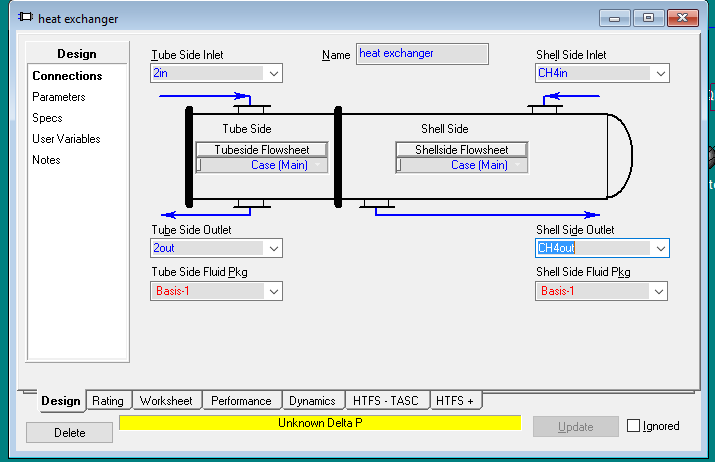 heat exchanger
Design
Connections
Parameters
Specs
User Variables
Notes
Tube Side Inlet
2in
Name heat exchanger
Shell Side Inlet
CH4in
Tube Side
Tubeside Flowsheet
Case (Main)
Shell Side
Shellside Flowsheet
Case (Main)
Tube Side Outlet
2out
Shell Side Outlet
CH4out
Tube Side Fluid Pkg
Basis-1
Shell Side Fluid Pkg
Basis-1
Design Rating Worksheet Performance Dynamics HTFS - TASC HTFS +
Delete
Unknown Delta P
Update
Ignored